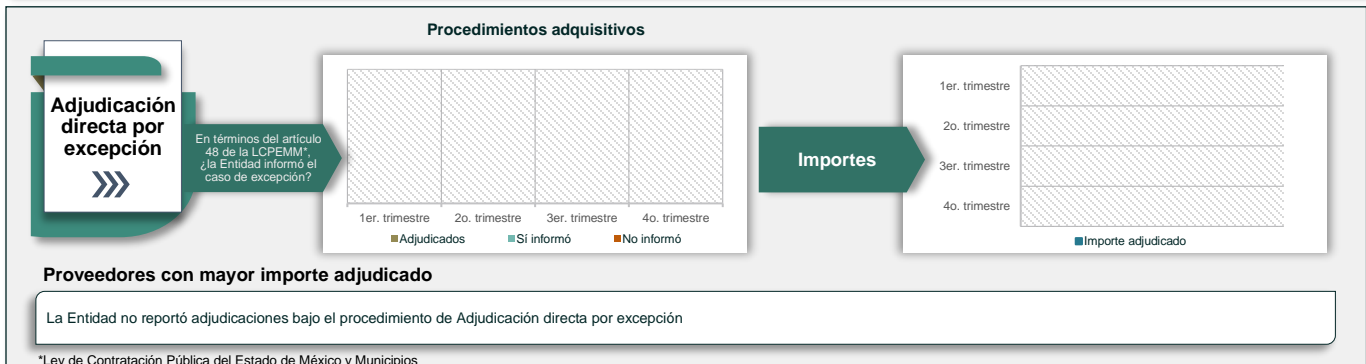 Procedimientos adquisitivos
Adjudicación
directa por
excepción
En términos del artículo
48 de la LCPEMM*,
¿la Entidad informó el
caso de excepción?
1er. trimestre
2o. trimestre
3er. trimestre
4o. trimestre
Adjudicados
Sí informó
No informó
Importes
1er. trimestre
2o. trimestre
3er. trimestre
4o. trimestre
Importe adjudicado
Proveedores con mayor importe adjudicado
La Entidad no reportó adjudicaciones bajo el procedimiento de Adjudicación directa por excepción
*Ley de Contratación Pública del Estado de México y Municipios